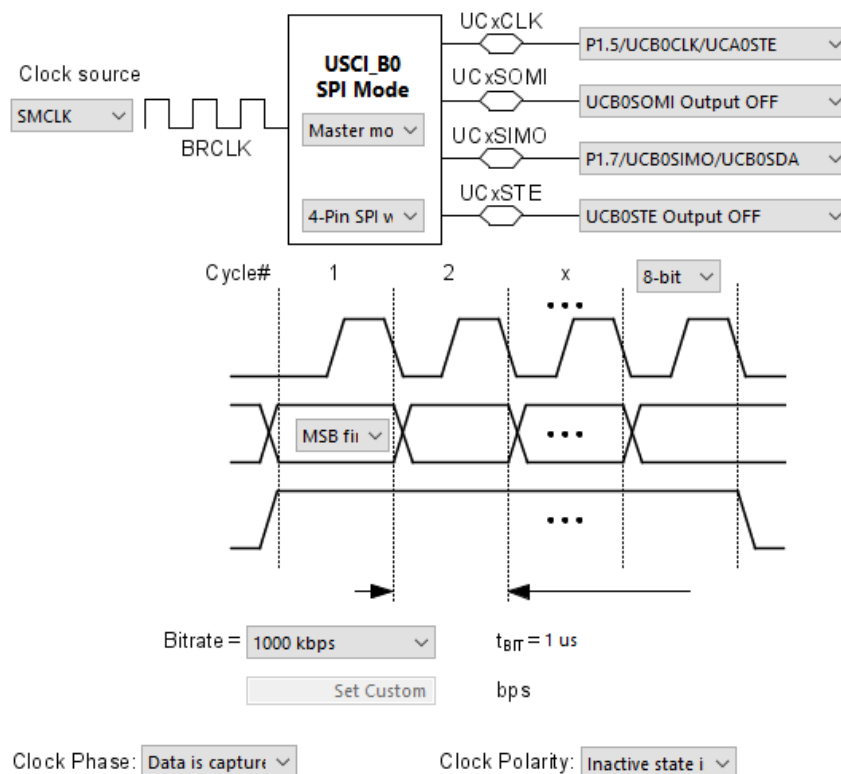 UCxCLK
P1.5/UCB0CLK/UCA0STE
USCI_B0
SPI Mode
Clock source
UCxSOMI
SMCLK
UCB0SOMI Output OFF
Master mo
BRCLK
UCxSIMO
P1.7/UCB0SIMO/UCB0SDA
UCxSTE
4-Pin SPI w
UCB0STE Output OFF
Cycle# 1 2 x 8-bit
MSB fir
Bitrate = 1000 kbps tBIT = 1 us
Set Custom bps
Clock Phase: Data is capture Clock Polarity: Inactive state i